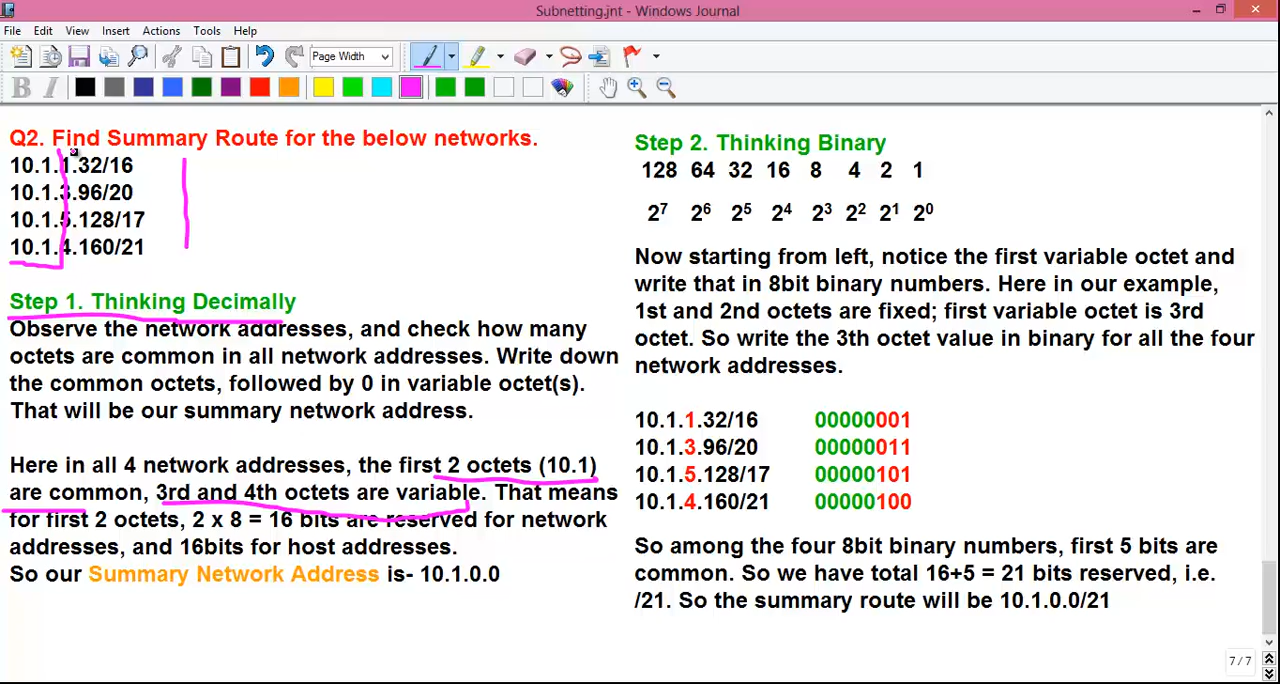 Subnetting.jnt - Windows Journal
File Edit View Insert Actions Tools Help
Page Width
B I
Q2. Find Summary Route for the below networks.
10.1.1.32/16
10.1.3.96/20
10.1.5.128/17
10.1.4.160/21
Step 1. Thinking Decimally
Observe the network addresses, and check how many
octets are common in all network addresses. Write down
the common octets, followed by 0 in variable octet(s).
That will be our summary network address.
Here in all 4 network addresses, the first 2 octets (10.1)
are common, 3rd and 4th octets are variable. That means
for first 2 octets, 2 x 8 = 16 bits are reserved for network
addresses, and 16bits for host addresses.
So our Summary Network Address is- 10.1.0.0
Step 2. Thinking Binary
128 64 32 16 8 4 2 1
2⁷ 2⁶ 2⁵ 2⁴ 2³ 2² 2¹ 2⁰
Now starting from left, notice the first variable octet and
write that in 8bit binary numbers. Here in our example,
1st and 2nd octets are fixed; first variable octet is 3rd
octet. So write the 3th octet value in binary for all the four
network addresses.
10.1.1.32/16 00000001
10.1.3.96/20 00000011
10.1.5.128/17 00000101
10.1.4.160/21 00000100
So among the four 8bit binary numbers, first 5 bits are
common. So we have total 16+5 = 21 bits reserved, i.e.
/21. So the summary route will be 10.1.0.0/21
7/7